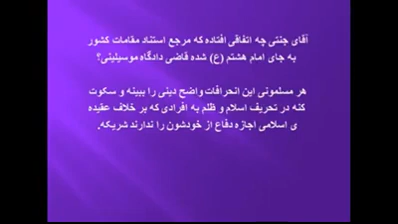 آقای جنتی چه اتفاقی افتاده که مرجع استناد مقامات کشور
به جای امام هشتم (ع) شده قاضی دادگاه موسیلینی؟
هر مسلمونی این انحرافات واضح دینی را ببینه و سکوت
کنه در تحریف اسلام و ظلم به افرادی که بر خلاف عقیده
ی اسلامی اجازه دفاع از خودشون را ندارند شریکه.